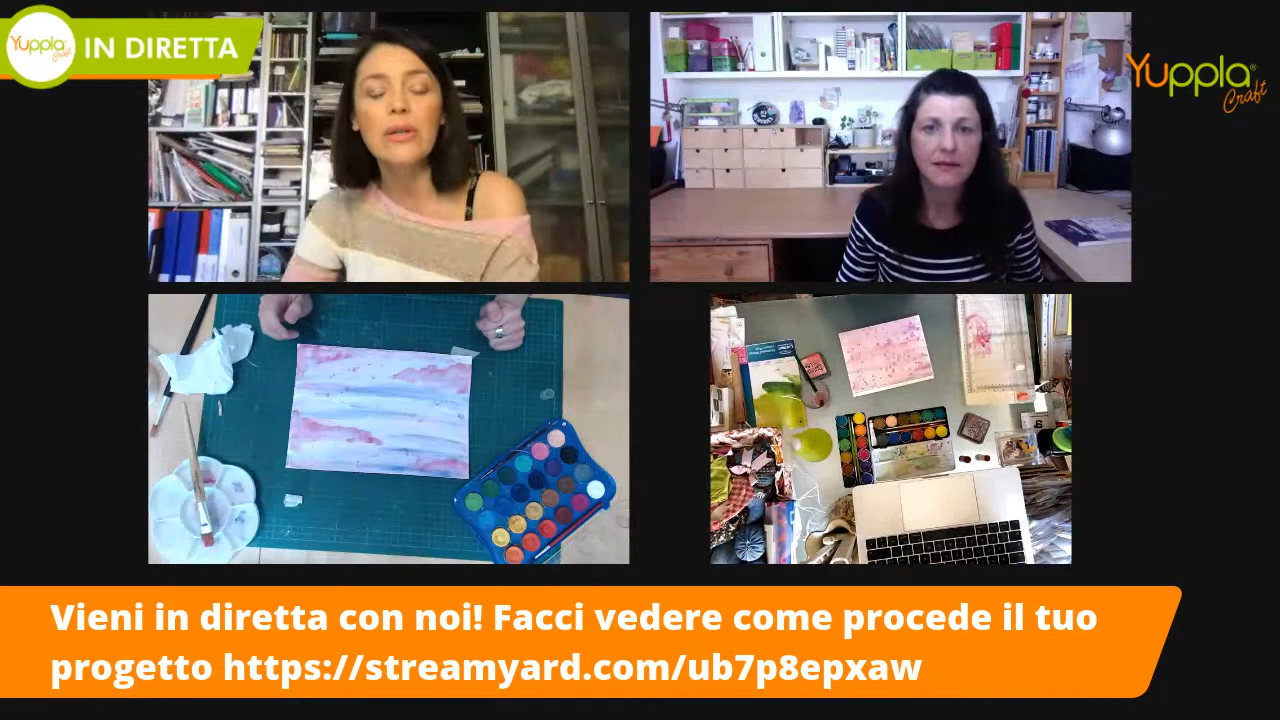 Yuppla® Craft
IN DIRETTA
Yuppla® Craft
Vieni in diretta con noi! Facci vedere come procede il tuo
progetto https://streamyard.com/ub7p8epxaw